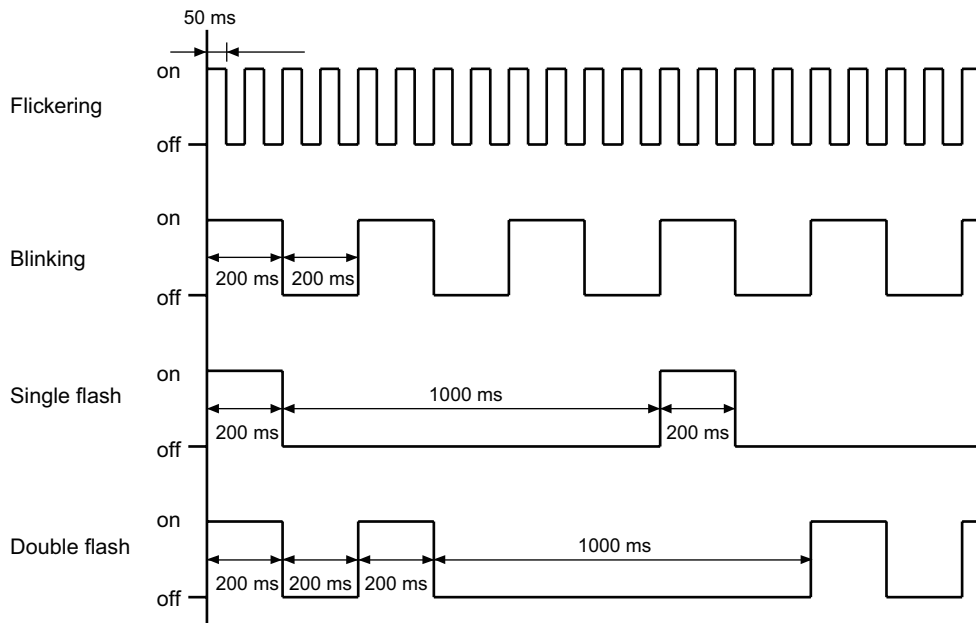 50 ms
on
Flickering
off
on
Blinking
200 ms 200 ms
off
on
Single flash
1000 ms
200 ms 200 ms
off
on
Double flash
1000 ms
200 ms 200 ms 200 ms
off